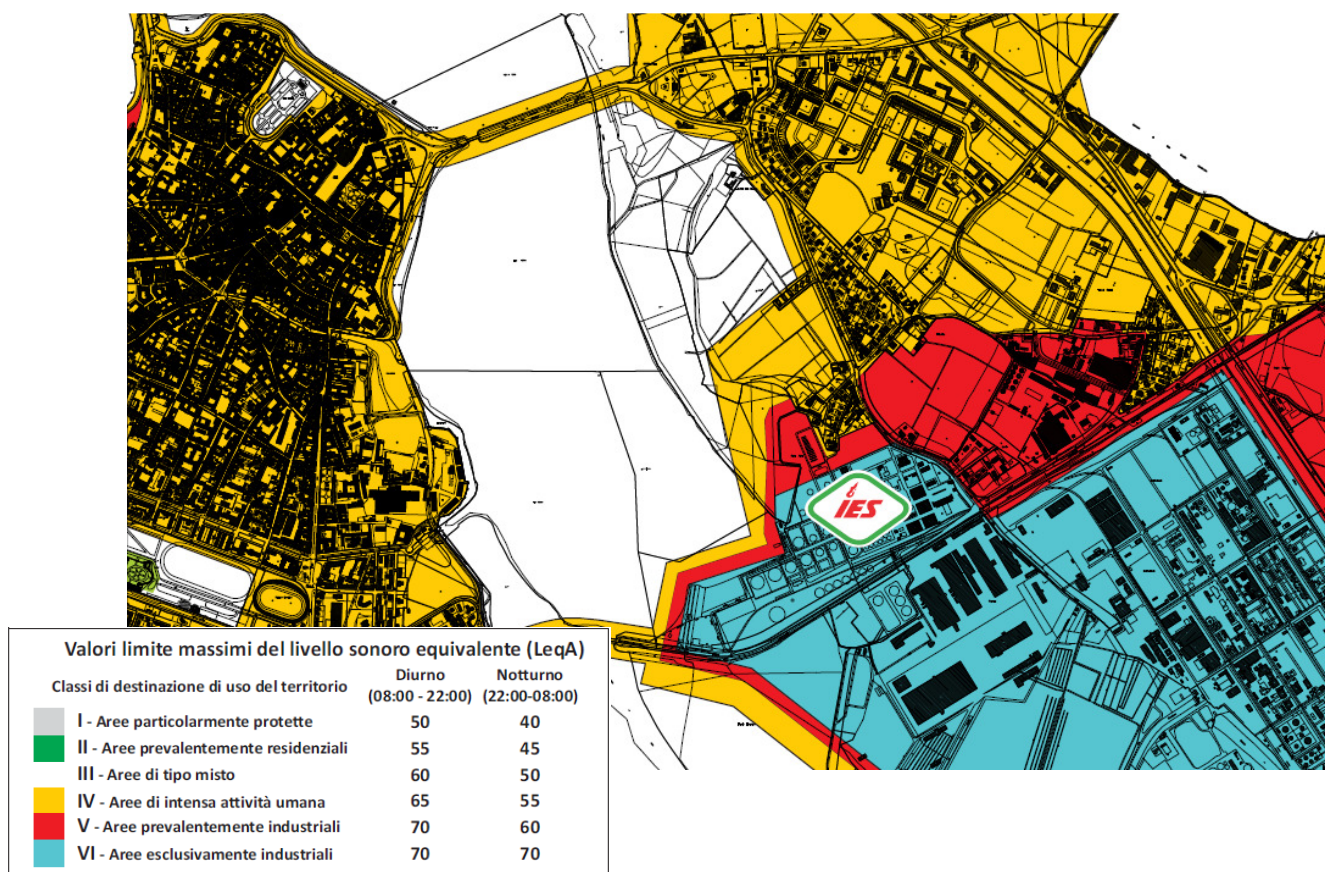 iES
Valori limite massimi del livello sonoro equivalente (LeqA)
Classi di destinazione di uso del territorio Diurno (08:00 - 22:00) Notturno (22:00-08:00)
I - Aree particolarmente protette 50 40
II - Aree prevalentemente residenziali 55 45
III - Aree di tipo misto 60 50
IV - Aree di intensa attività umana 65 55
V - Aree prevalentemente industriali 70 60
VI - Aree esclusivamente industriali 70 70